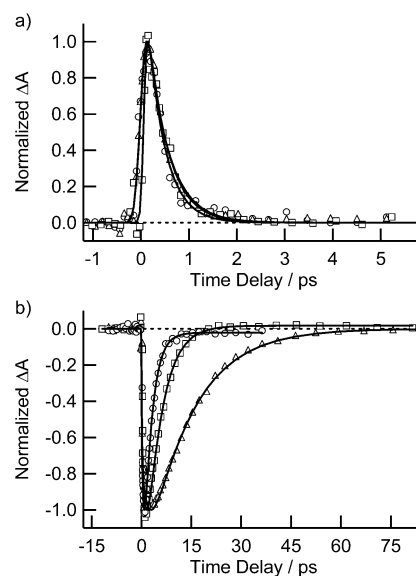 a)
1.0
0.8
0.6
0.4
0.2
0.0
Normalized ΔA
-1 0 1 2 3 4 5
Time Delay / ps
b)
0.0
-0.2
-0.4
-0.6
-0.8
-1.0
Normalized ΔA
-15 0 15 30 45 60 75
Time Delay / ps